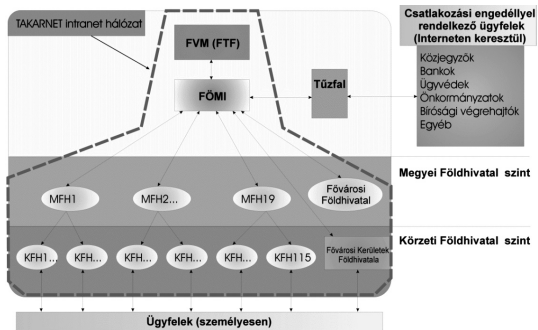 TAKARNET intranet hálózat
FVM (FTF)
FÖMI
Tűzfal
Csatlakozási engedéllyel
rendelkező ügyfelek
(Interneten keresztül)
Közjegyzők
Bankok
Ügyvédek
Önkormányzatok
Bírósági végrehajtók
Egyéb
Megyei Földhivatal szint
MFH1
MFH2...
MFH19
Fővárosi
Földhivatal
Körzeti Földhivatal szint
KFH1...
KFH...
KFH...
KFH...
KFH...
KFH115
Fővárosi Kerületek
Földhivatala
Ügyfelek (személyesen)